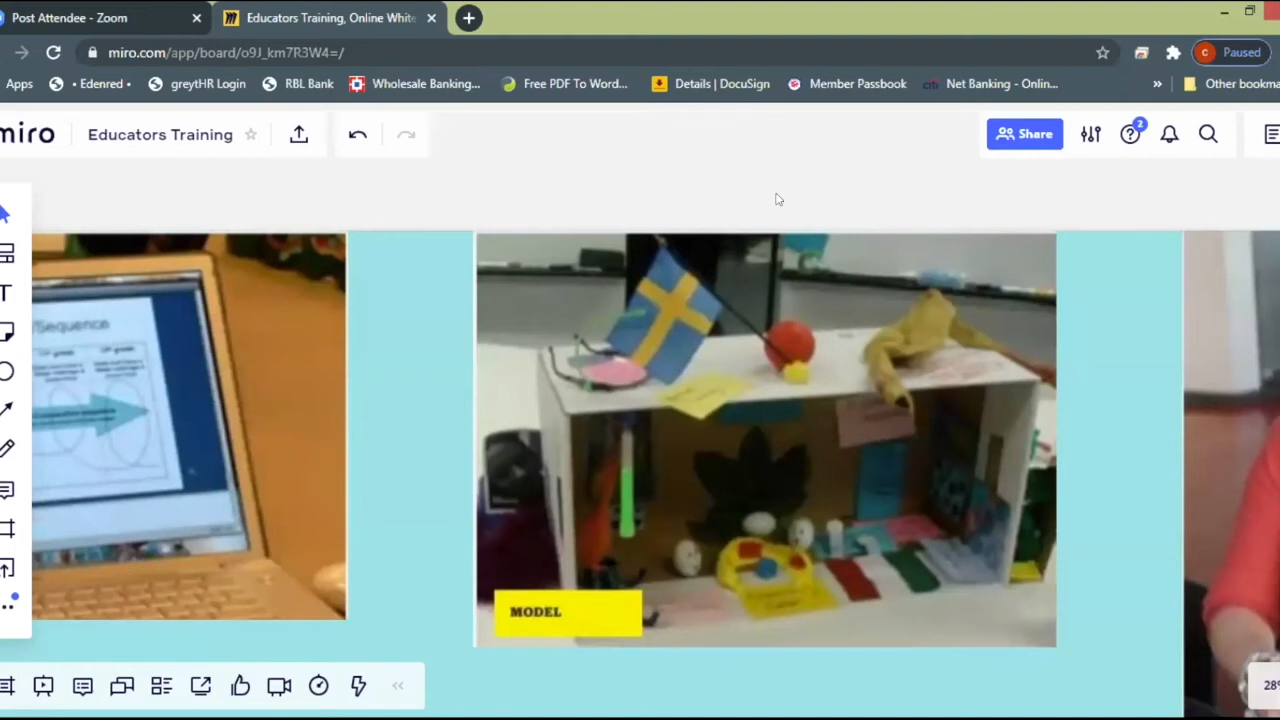 Post Attendee - Zoom
Educators Training, Online White
miro.com/app/board/o9J_km7R3W4=/
Paused
Apps
• Edenred •
greytHR Login
RBL Bank
Wholesale Banking...
Free PDF To Word...
Details | DocuSign
Member Passbook
Net Banking - Onlin...
Other bookma
miro
Educators Training
Share
2
/Sequence
MODEL
28%